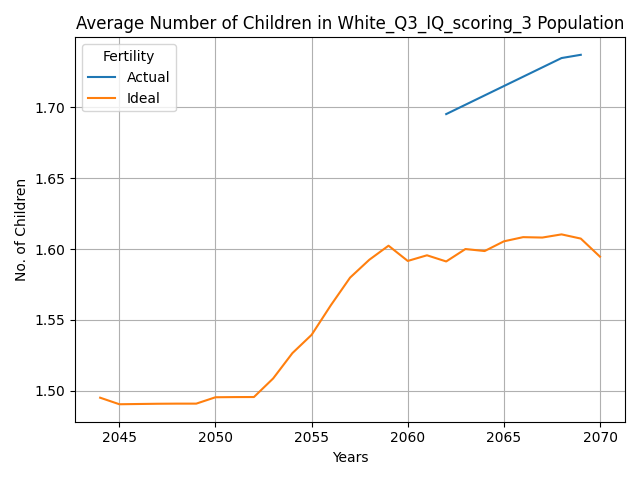 Average Number of Children in White_Q3_IQ_scoring_3 Population
Fertility
Actual
Ideal
No. of Children
1.70
1.65
1.60
1.55
1.50
2045 2050 2055 2060 2065 2070
Years